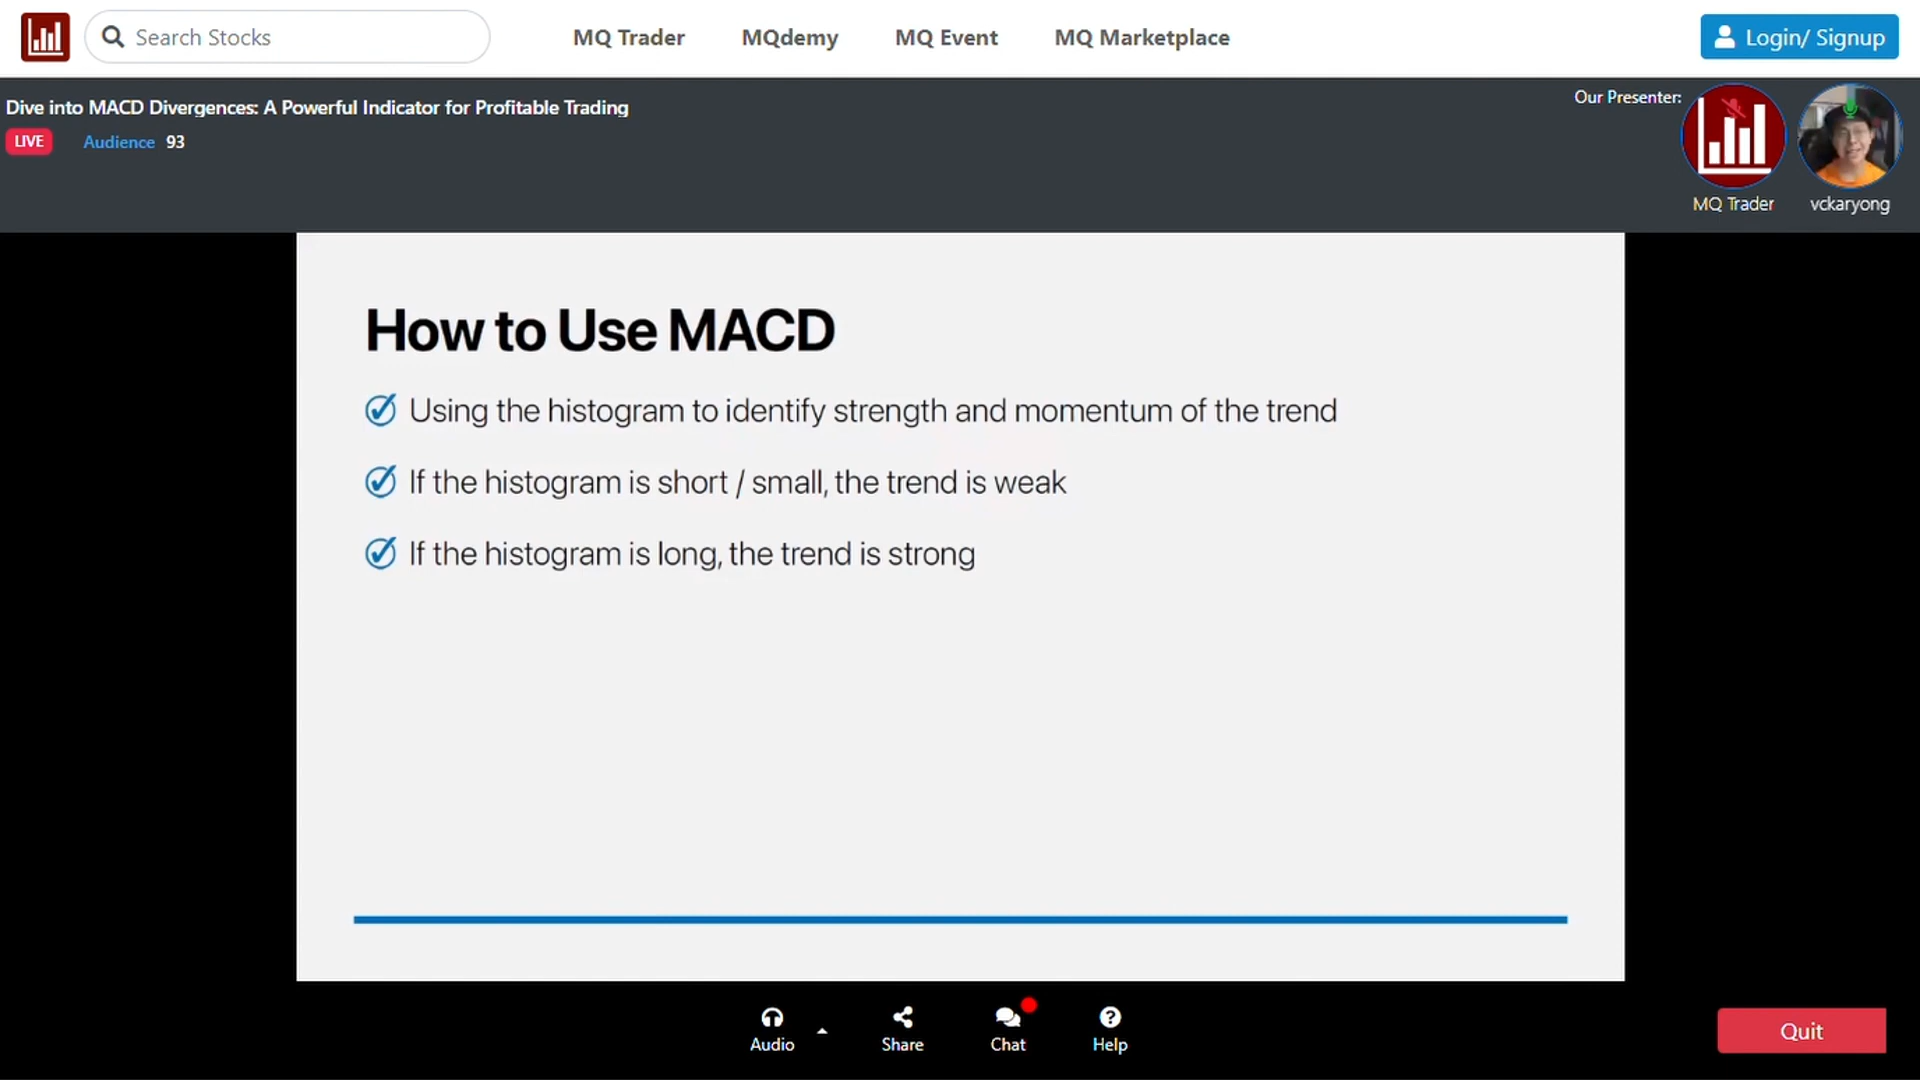 Search Stocks
MQ Trader
MQdemy
MQ Event
MQ Marketplace
Login/ Signup
Dive into MACD Divergences: A Powerful Indicator for Profitable Trading
LIVE
Audience 93
Our Presenter:
MQ Trader
vckaryong
How to Use MACD
Using the histogram to identify strength and momentum of the trend
If the histogram is short / small, the trend is weak
If the histogram is long, the trend is strong
Audio
Share
Chat
Help
Quit